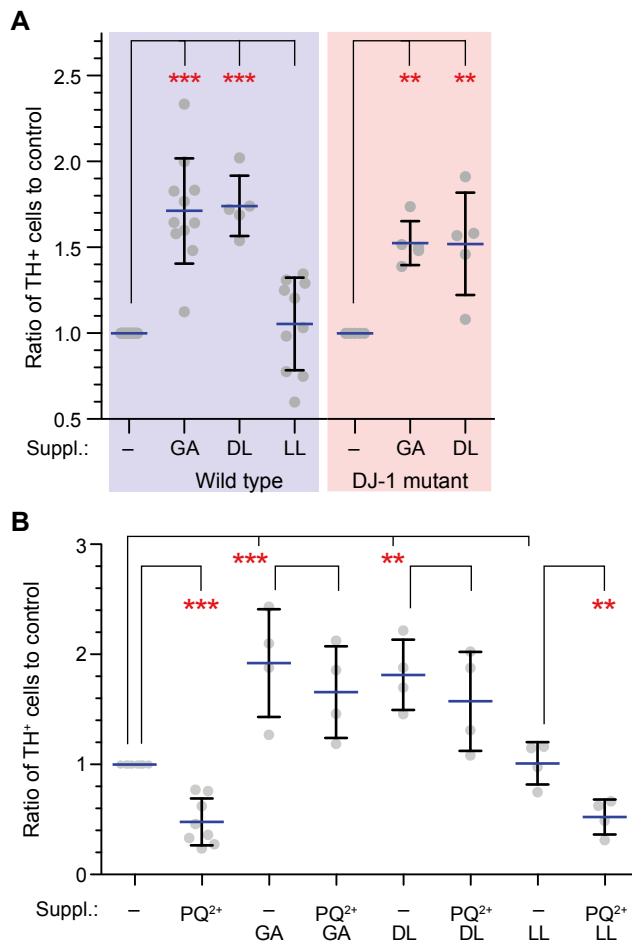 A
Ratio of TH+ cells to control
2.5
2.0
1.5
1.0
0.5
*** *** ** **
Suppl.: – GA DL LL – GA DL
Wild type DJ-1 mutant
B
Ratio of TH⁺ cells to control
3
2
1
0
*** **
*** **
Suppl.: – PQ²⁺ – PQ²⁺ – PQ²⁺ – PQ²⁺
GA GA DL DL LL LL